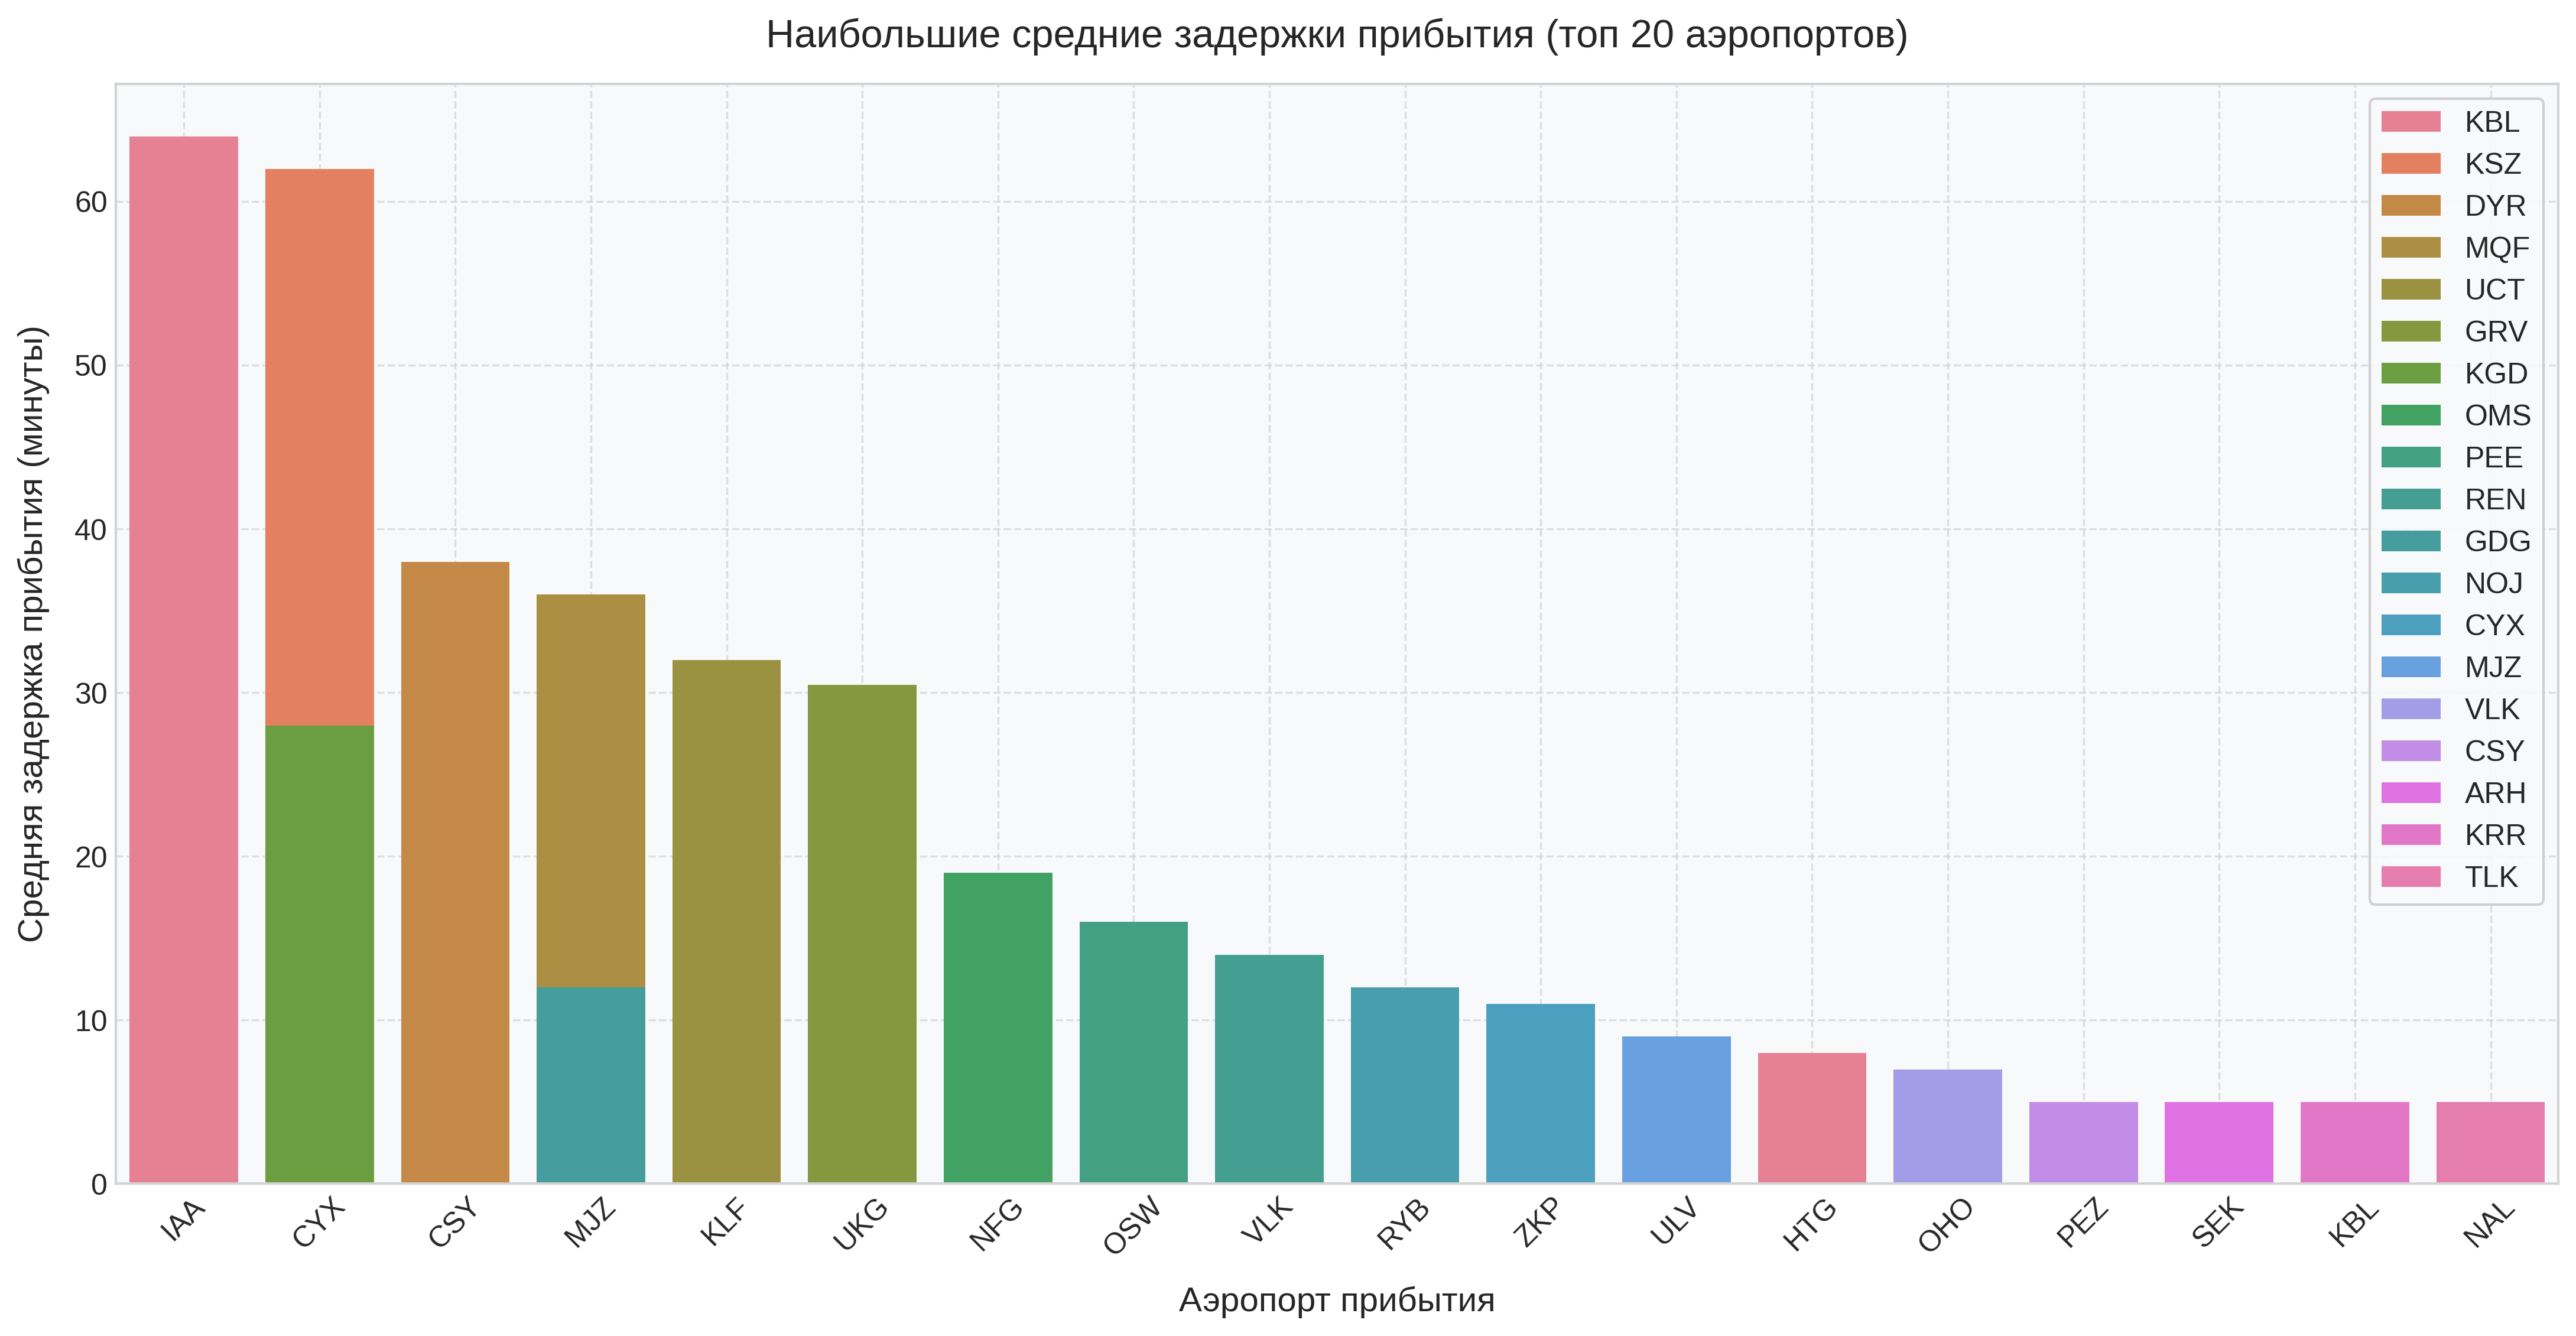 Наибольшие средние задержки прибытия (топ 20 аэропортов)
Средняя задержка прибытия (минуты)
60
50
40
30
20
10
0
KBL
KSZ
DYR
MQF
UCT
GRV
KGD
OMS
PEE
REN
GDG
NOJ
CYX
MJZ
VLK
CSY
ARH
KRR
TLK
IAA CYX CSY MJZ KLF UKG NFG OSW VLK RYB ZKP ULV HTG OHO PEZ SEK KBL NAL
Аэропорт прибытия